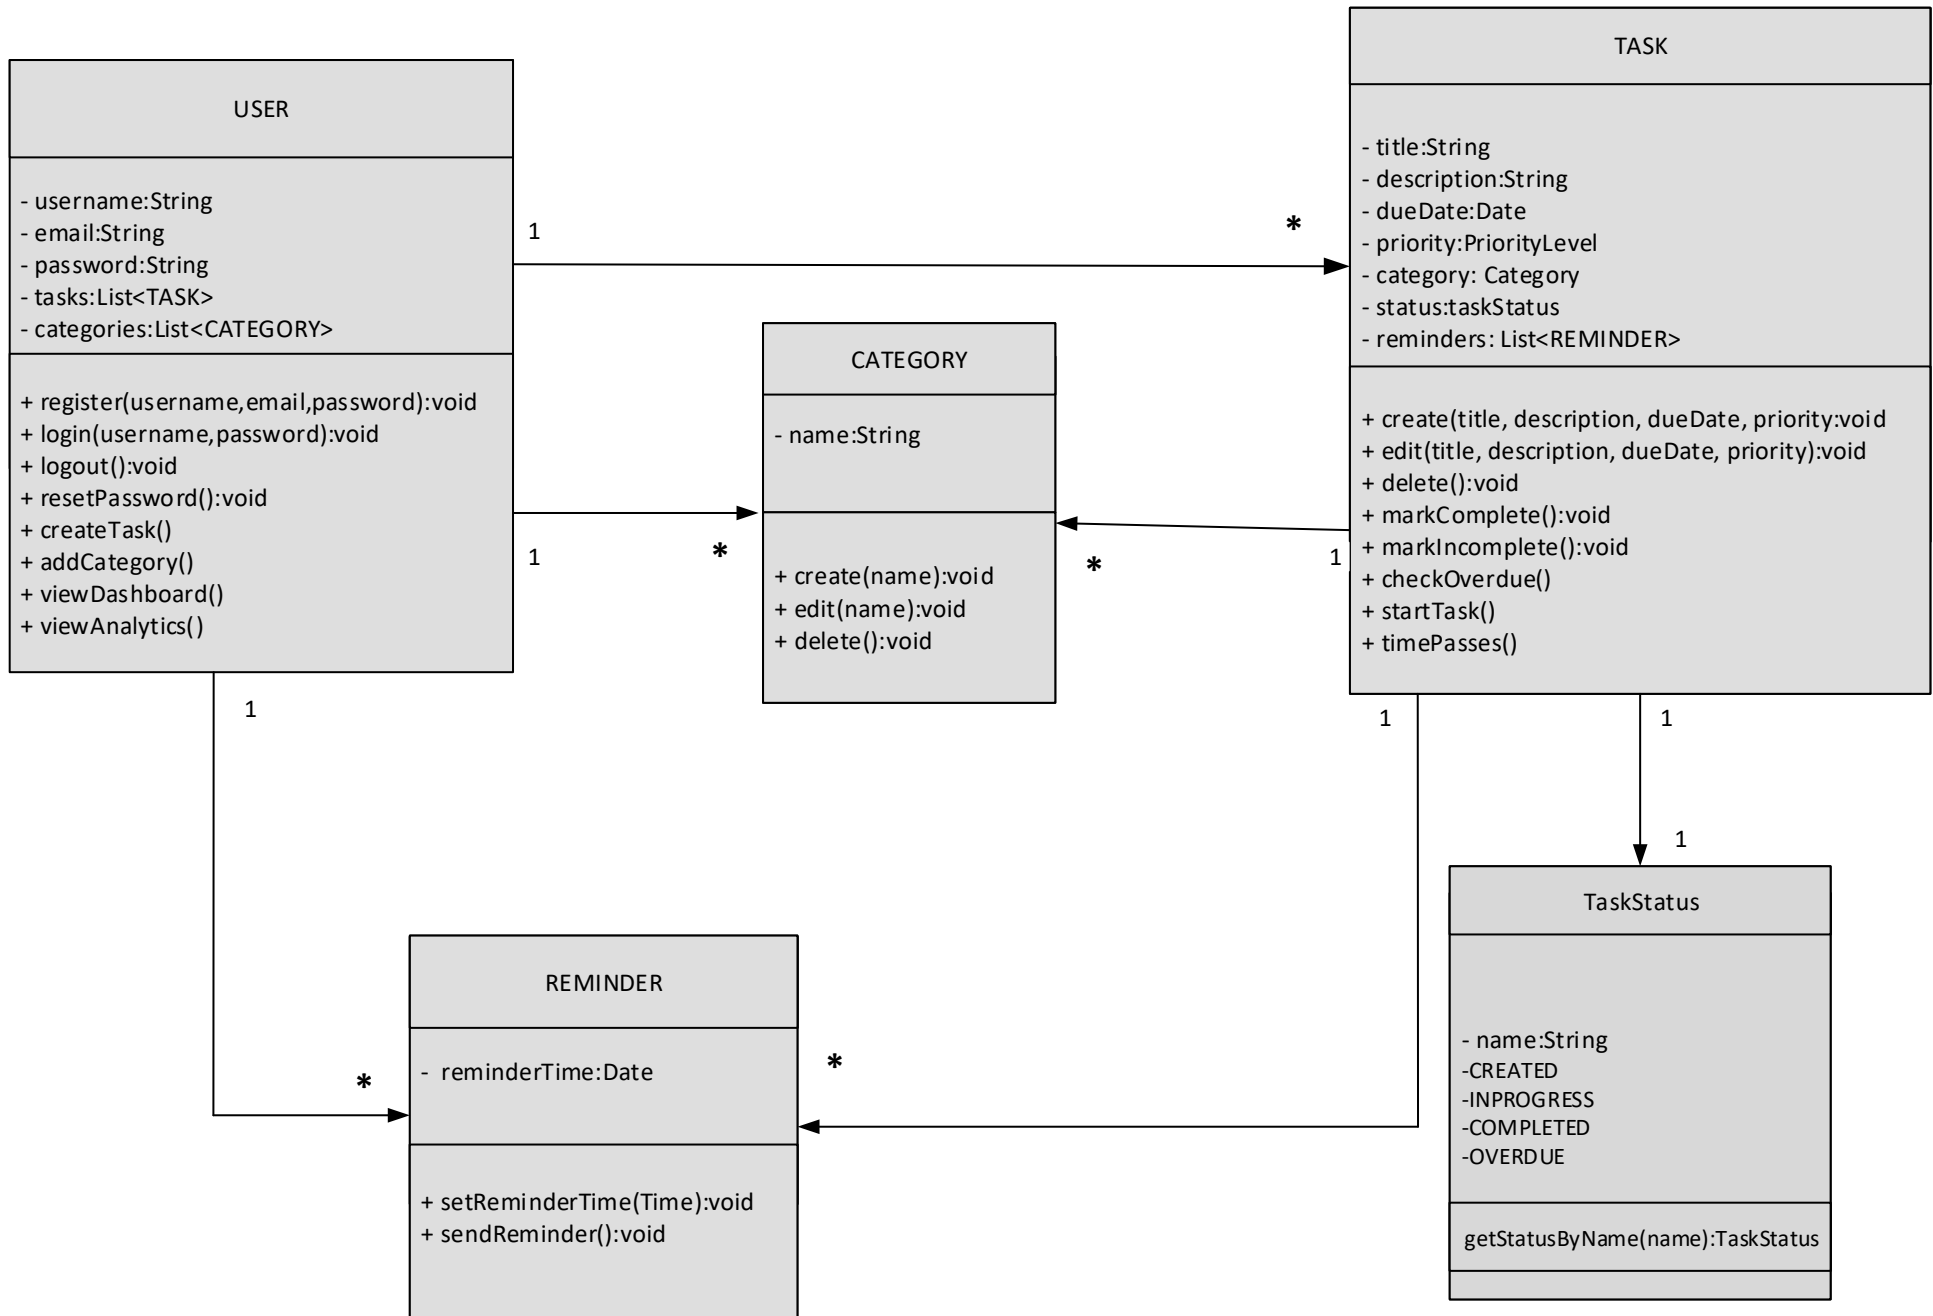 USER
- username:String
- email:String
- password:String
- tasks:List<TASK>
- categories:List<CATEGORY>
+ register(username,email,password):void
+ login(username,password):void
+ logout():void
+ resetPassword():void
+ createTask()
+ addCategory()
+ viewDashboard()
+ viewAnalytics()
1
*
1
*
1
*
TASK
- title:String
- description:String
- dueDate:Date
- priority:PriorityLevel
- category: Category
- status:taskStatus
- reminders: List<REMINDER>
+ create(title, description, dueDate, priority:void
+ edit(title, description, dueDate, priority):void
+ delete():void
+ markComplete():void
+ markIncomplete():void
+ checkOverdue()
+ startTask()
+ timePasses()
CATEGORY
- name:String
+ create(name):void
+ edit(name):void
+ delete():void
*
1
1
*
1
1
REMINDER
- reminderTime:Date
+ setReminderTime(Time):void
+ sendReminder():void
TaskStatus
- name:String
-CREATED
-INPROGRESS
-COMPLETED
-OVERDUE
getStatusByName(name):TaskStatus